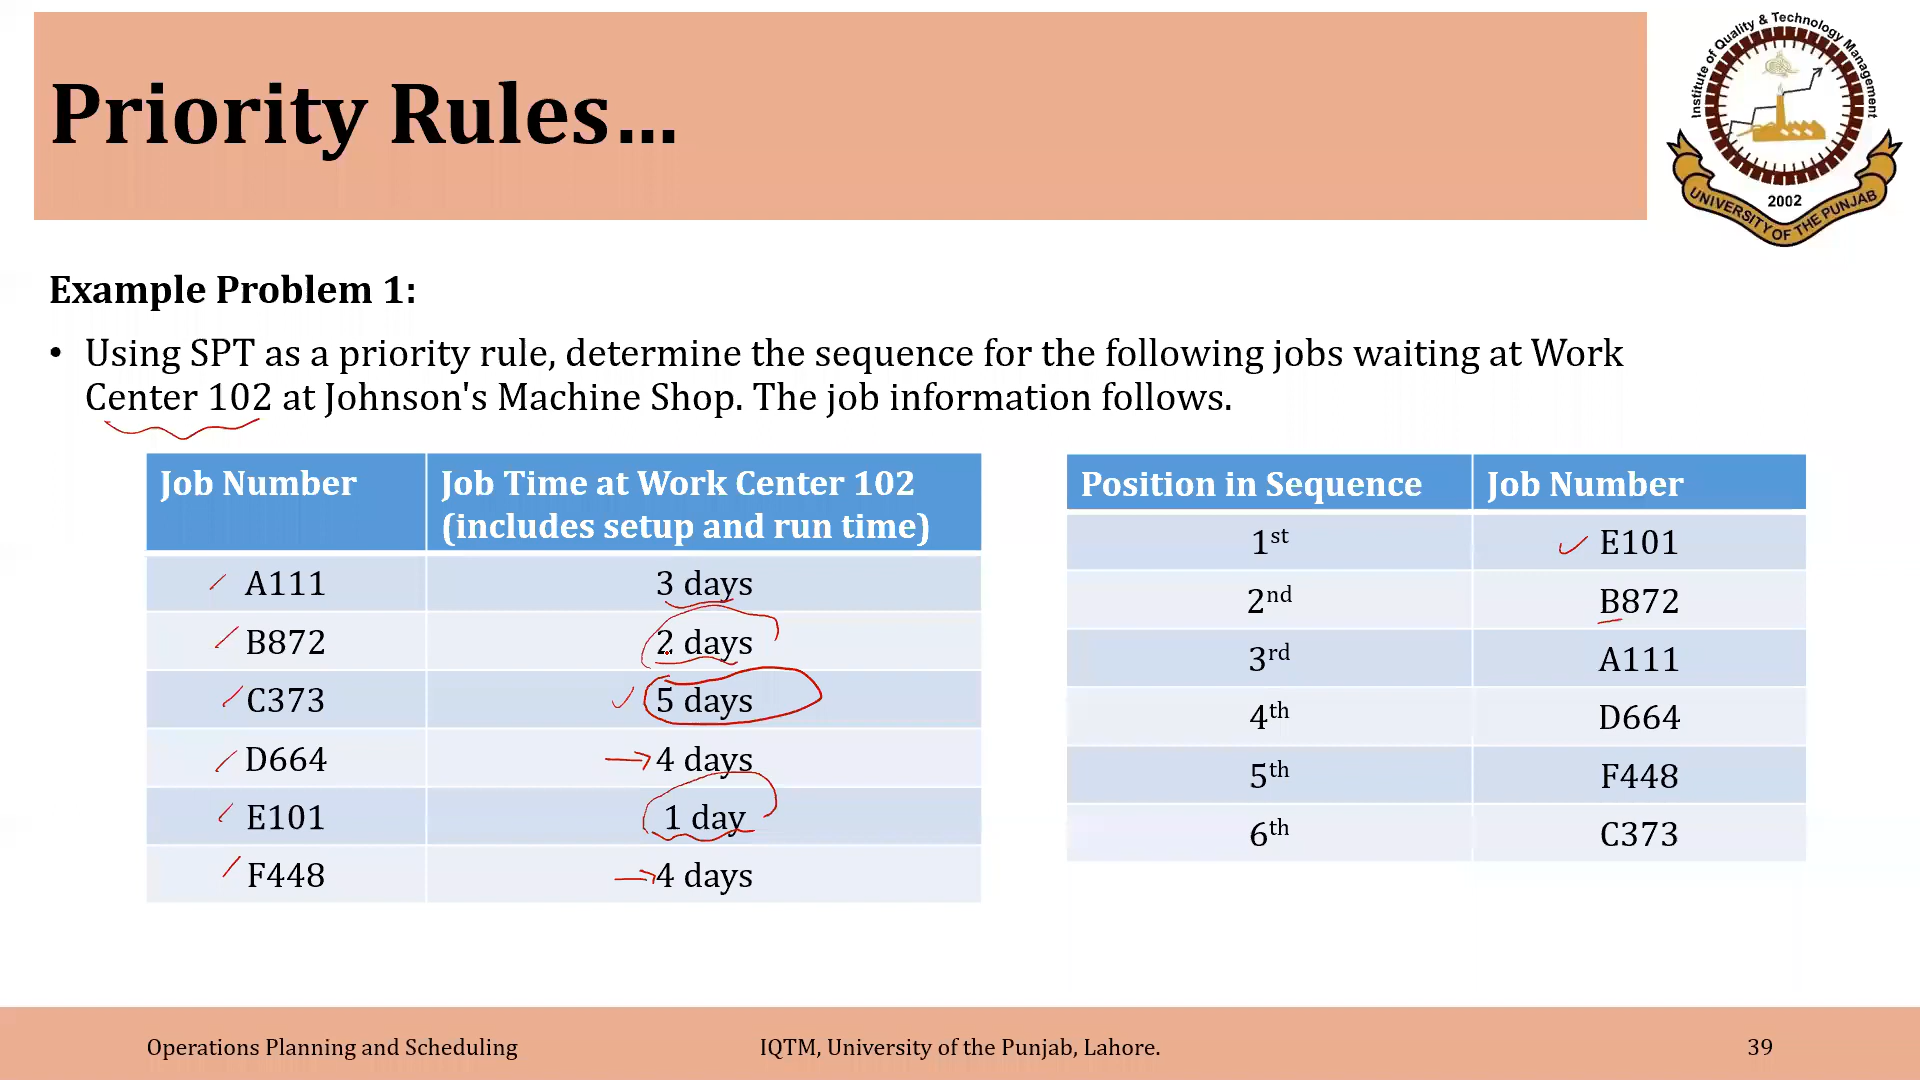 Priority Rules...
Institute of Quality & Technology Management
2002
UNIVERSITY OF THE PUNJAB
Example Problem 1:
• Using SPT as a priority rule, determine the sequence for the following jobs waiting at Work
Center 102 at Johnson's Machine Shop. The job information follows.
Job Number Job Time at Work Center 102
(includes setup and run time)
A111 3 days
B872 2 days
C373 5 days
D664 4 days
E101 1 day
F448 4 days
Position in Sequence Job Number
1st E101
2nd B872
3rd A111
4th D664
5th F448
6th C373
Operations Planning and Scheduling IQTM, University of the Punjab, Lahore. 39